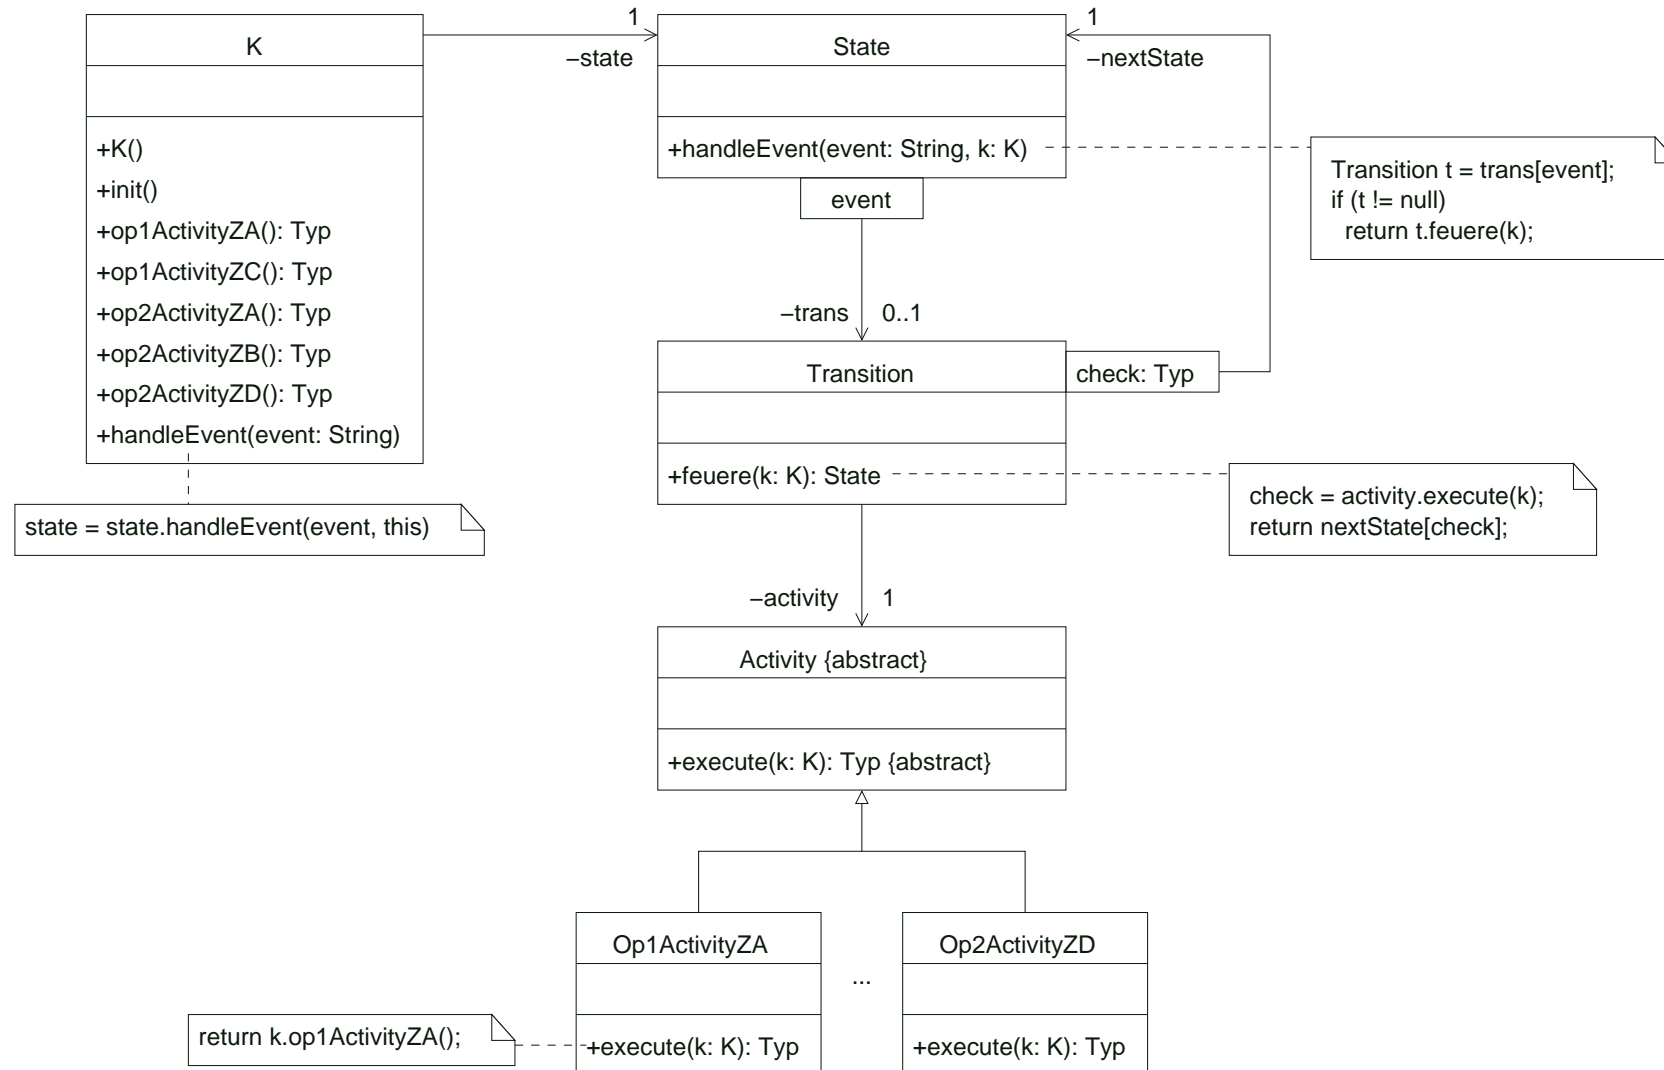 K
+K()
+init()
+op1ActivityZA(): Typ
+op1ActivityZC(): Typ
+op2ActivityZA(): Typ
+op2ActivityZB(): Typ
+op2ActivityZD(): Typ
+handleEvent(event: String)
state = state.handleEvent(event, this)
1
–state
State
+handleEvent(event: String, k: K)
event
1
–nextState
Transition t = trans[event];
if (t != null)
return t.feuere(k);
–trans
0..1
Transition
check: Typ
+feuere(k: K): State
check = activity.execute(k);
return nextState[check];
–activity
1
Activity {abstract}
+execute(k: K): Typ {abstract}
Op1ActivityZA
+execute(k: K): Typ
...
Op2ActivityZD
+execute(k: K): Typ
return k.op1ActivityZA();